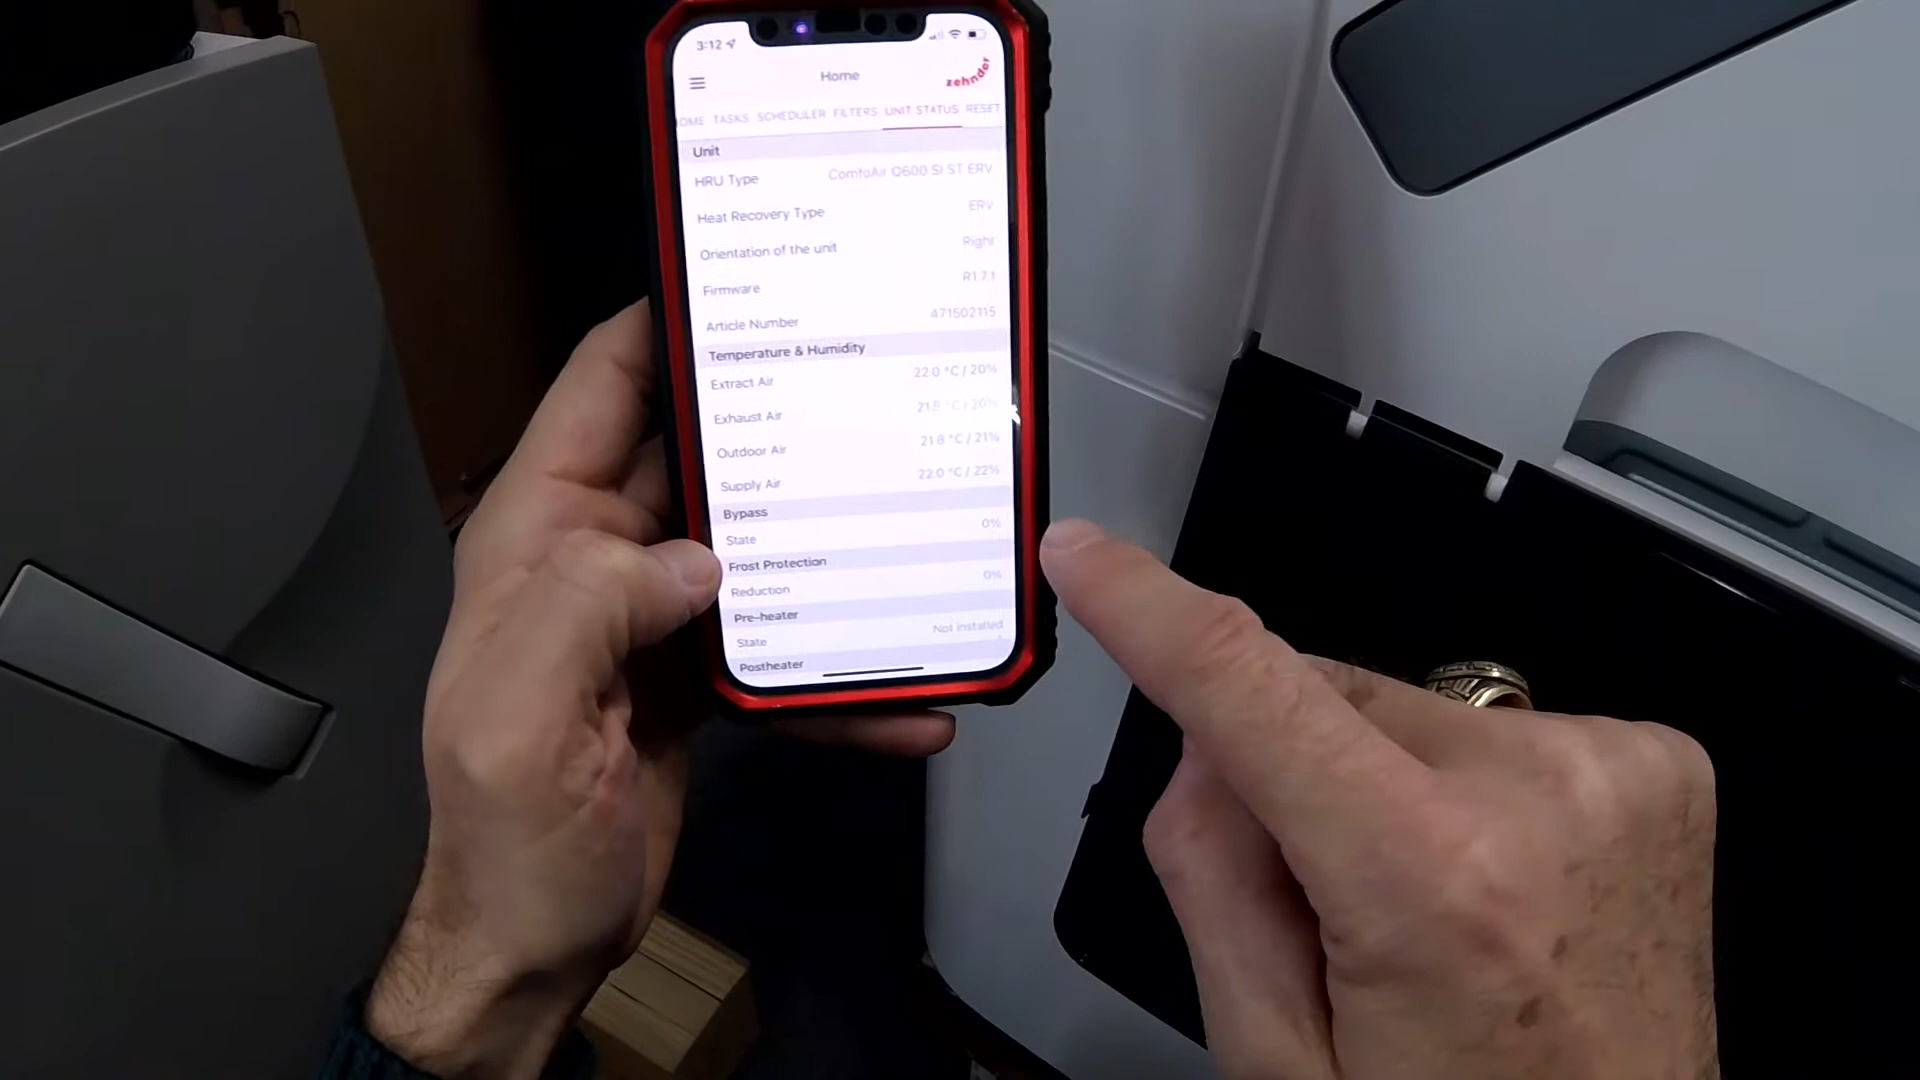 3:12
Home
zehnder
OME TASKS SCHEDULER FILTERS UNIT STATUS RESET
Unit
HRU Type ComfoAir Q600 SI ST ERV
Heat Recovery Type ERV
Orientation of the unit Right
Firmware R1.7.1
Article Number 471502115
Temperature & Humidity
Extract Air 22.0 °C / 20%
Exhaust Air 21.5 °C / 20%
Outdoor Air 21.8 °C / 21%
Supply Air 22.0 °C / 22%
Bypass
State 0%
Frost Protection
Reduction 0%
Pre-heater
State Not installed
Postheater